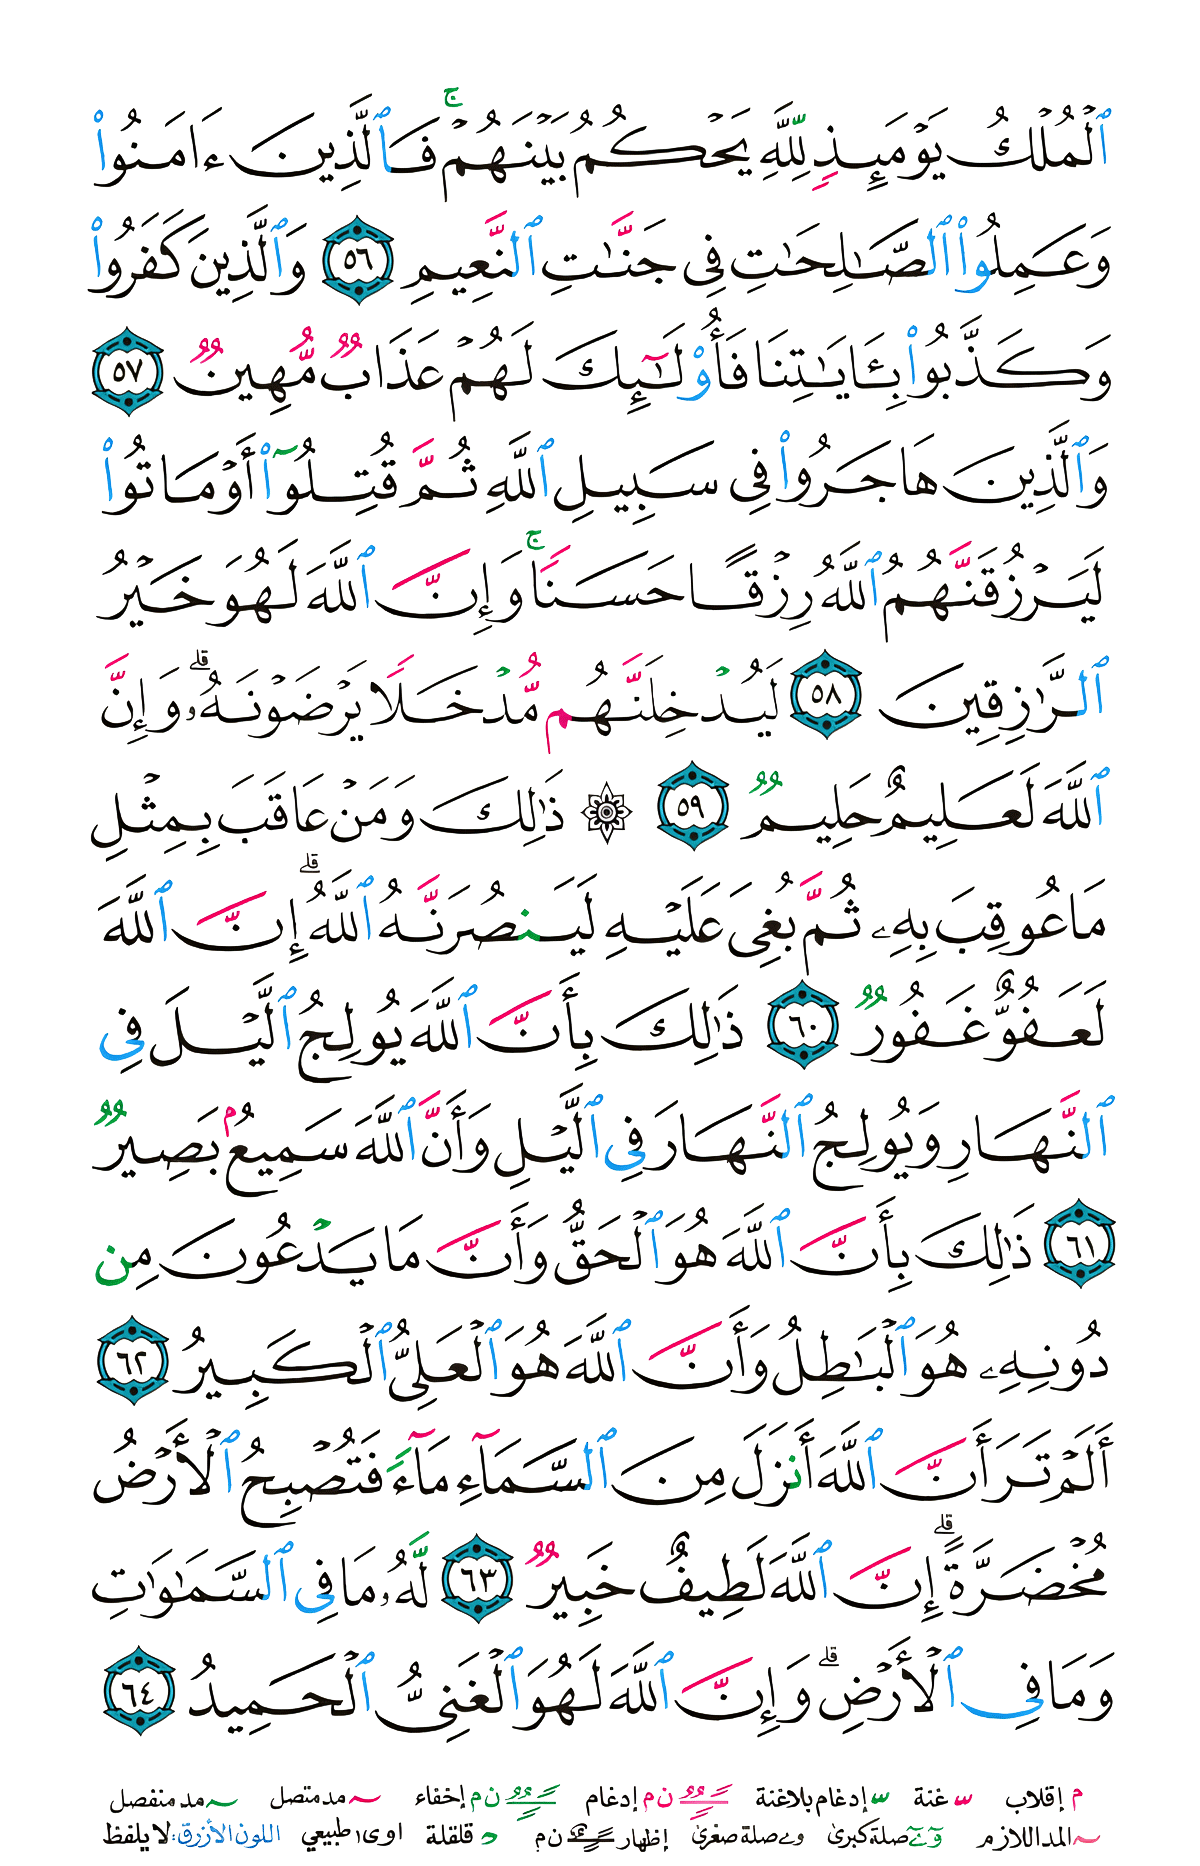 ٱلْمُلْكُ يَوْمَئِذٍ لِّلَّهِ يَحْكُمُ بَيْنَهُمْ ۚ فَٱلَّذِينَ ءَامَنُوا۟
وَعَمِلُوا۟ ٱلصَّـٰلِحَـٰتِ فِى جَنَّـٰتِ ٱلنَّعِيمِ ٥٦ وَٱلَّذِينَ كَفَرُوا۟
وَكَذَّبُوا۟ بِـَٔايَـٰتِنَا فَأُو۟لَـٰٓئِكَ لَهُمْ عَذَابٌ مُّهِينٌ ٥٧
وَٱلَّذِينَ هَاجَرُوا۟ فِى سَبِيلِ ٱللَّهِ ثُمَّ قُتِلُوٓا۟ أَوْ مَاتُوا۟
لَيَرْزُقَنَّهُمُ ٱللَّهُ رِزْقًا حَسَنًا ۚ وَإِنَّ ٱللَّهَ لَهُوَ خَيْرُ
ٱلرَّٰزِقِينَ ٥٨ لَيُدْخِلَنَّهُم مُّدْخَلًا يَرْضَوْنَهُۥ ۗ وَإِنَّ
ٱللَّهَ لَعَلِيمٌ حَلِيمٌ ٥٩ ۞ ذَٰلِكَ وَمَنْ عَاقَبَ بِمِثْلِ
مَا عُوقِبَ بِهِۦ ثُمَّ بُغِىَ عَلَيْهِ لَيَنصُرَنَّهُ ٱللَّهُ ۗ إِنَّ ٱللَّهَ
لَعَفُوٌّ غَفُورٌ ٦٠ ذَٰلِكَ بِأَنَّ ٱللَّهَ يُولِجُ ٱلَّيْلَ فِى
ٱلنَّهَارِ وَيُولِجُ ٱلنَّهَارَ فِى ٱلَّيْلِ وَأَنَّ ٱللَّهَ سَمِيعٌۢ بَصِيرٌ
٦١ ذَٰلِكَ بِأَنَّ ٱللَّهَ هُوَ ٱلْحَقُّ وَأَنَّ مَا يَدْعُونَ مِن
دُونِهِۦ هُوَ ٱلْبَـٰطِلُ وَأَنَّ ٱللَّهَ هُوَ ٱلْعَلِىُّ ٱلْكَبِيرُ ٦٢
أَلَمْ تَرَ أَنَّ ٱللَّهَ أَنزَلَ مِنَ ٱلسَّمَآءِ مَآءً فَتُصْبِحُ ٱلْأَرْضُ
مُخْضَرَّةً ۗ إِنَّ ٱللَّهَ لَطِيفٌ خَبِيرٌ ٦٣ لَّهُۥ مَا فِى ٱلسَّمَـٰوَٰتِ
وَمَا فِى ٱلْأَرْضِ ۗ وَإِنَّ ٱللَّهَ لَهُوَ ٱلْغَنِىُّ ٱلْحَمِيدُ ٦٤
م إقلاب غنة إدغام بلاغنة ن م إدغام ن م إخفاء مد متصل مد منفصل
المد اللازم صلة كبرىٰ وے صلة صغرىٰ إظهار ن م قلقلة اوى١ طبيعي اللون الأزرق: لا يلفظ